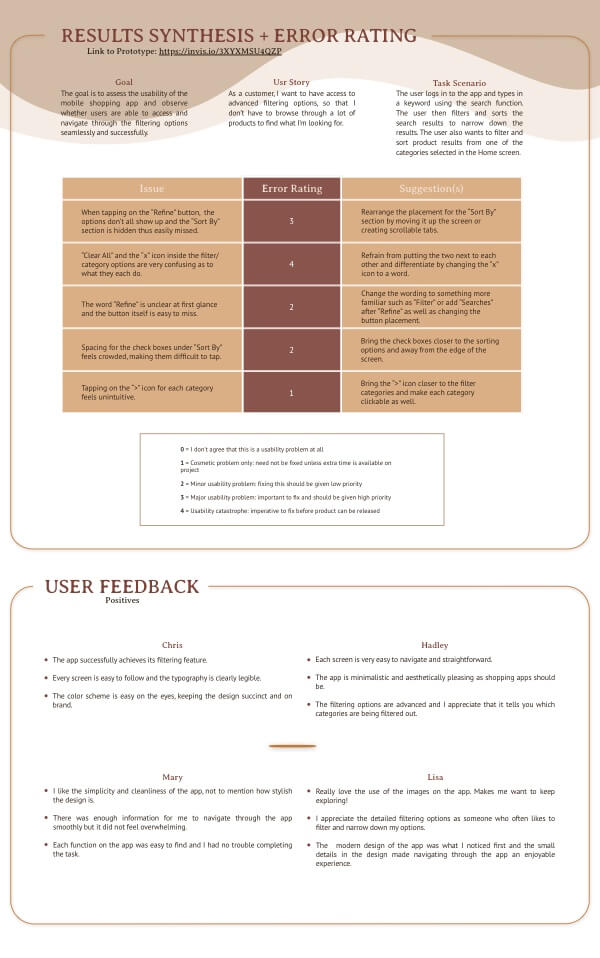 RESULTS SYNTHESIS + ERROR RATING
Link to Prototype: https://invis.io/3XYXMSU4QZP
Goal
The goal is to assess the usability of the
mobile shopping app and observe
whether users are able to access and
navigate through the filtering options
seamlessly and successfully.
Usr Story
As a customer, I want to have access to
advanced filtering options, so that I
don't have to browse through a lot of
products to find what I'm looking for.
Task Scenario
The user logs in to the app and types in
a keyword using the search function.
The user then filters and sorts the
search results to narrow down the
results. The user also wants to filter and
sort product results from one of the
categories selected in the Home screen.
Issue
Error Rating
Suggestion(s)
When tapping on the "Refine" button, the
options don't all show up and the "Sort By"
section is hidden thus easily missed.
3
Rearrange the placement for the "Sort By"
section by moving it up the screen or
creating scrollable tabs.
"Clear All" and the "x" icon inside the filter/
category options are very confusing as to
what they each do.
4
Refrain from putting the two next to each
other and differentiate by changing the "x"
icon to a word.
The word "Refine" is unclear at first glance
and the button itself is easy to miss.
2
Change the wording to something more
familiar such as "Filter" or add "Searches"
after "Refine" as well as changing the
button placement.
Spacing for the check boxes under "Sort By"
feels crowded, making them difficult to tap.
2
Bring the check boxes closer to the sorting
options and away from the edge of the
screen.
Tapping on the ">" icon for each category
feels unintuitive.
1
Bring the ">" icon closer to the filter
categories and make each category
clickable as well.
0 = I don't agree that this is a usability problem at all
1 = Cosmetic problem only: need not be fixed unless extra time is available on
project
2 = Minor usability problem: fixing this should be given low priority
3 = Major usability problem: important to fix and should be given high priority
4 = Usability catastrophe: imperative to fix before product can be released
USER FEEDBACK
Positives
Chris
• The app successfully achieves its filtering feature.
• Every screen is easy to follow and the typography is clearly legible.
• The color scheme is easy on the eyes, keeping the design succinct and on
brand.
Hadley
• Each screen is very easy to navigate and straightforward.
• The app is minimalistic and aesthetically pleasing as shopping apps should
be.
• The filtering options are advanced and I appreciate that it tells you which
categories are being filtered out.
Mary
• I like the simplicity and cleanliness of the app, not to mention how stylish
the design is.
• There was enough information for me to navigate through the app
smoothly but it did not feel overwhelming.
• Each function on the app was easy to find and I had no trouble completing
the task.
Lisa
• Really love the use of the images on the app. Makes me want to keep
exploring!
• I appreciate the detailed filtering options as someone who often likes to
filter and narrow down my options.
• The modern design of the app was what I noticed first and the small
details in the design made navigating through the app an enjoyable
experience.